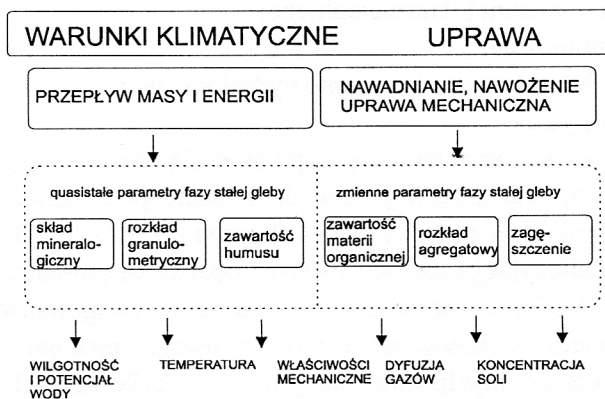 WARUNKI KLIMATYCZNE UPRAWA
PRZEPŁYW MASY I ENERGII
NAWADNIANIE, NAWOŻENIE
UPRAWA MECHANICZNA
quasistałe parametry fazy stałej gleby
zmienne parametry fazy stałej gleby
skład
mineralo-
giczny
rozkład
granulo-
metryczny
zawartość
humusu
zawartość
materii
organicznej
rozkład
agregatowy
zagę-
szczenie
WILGOTNOŚĆ
I POTENCJAŁ
WODY
TEMPERATURA
WŁAŚCIWOŚCI
MECHANICZNE
DYFUZJA
GAZÓW
KONCENTRACJA
SOLI